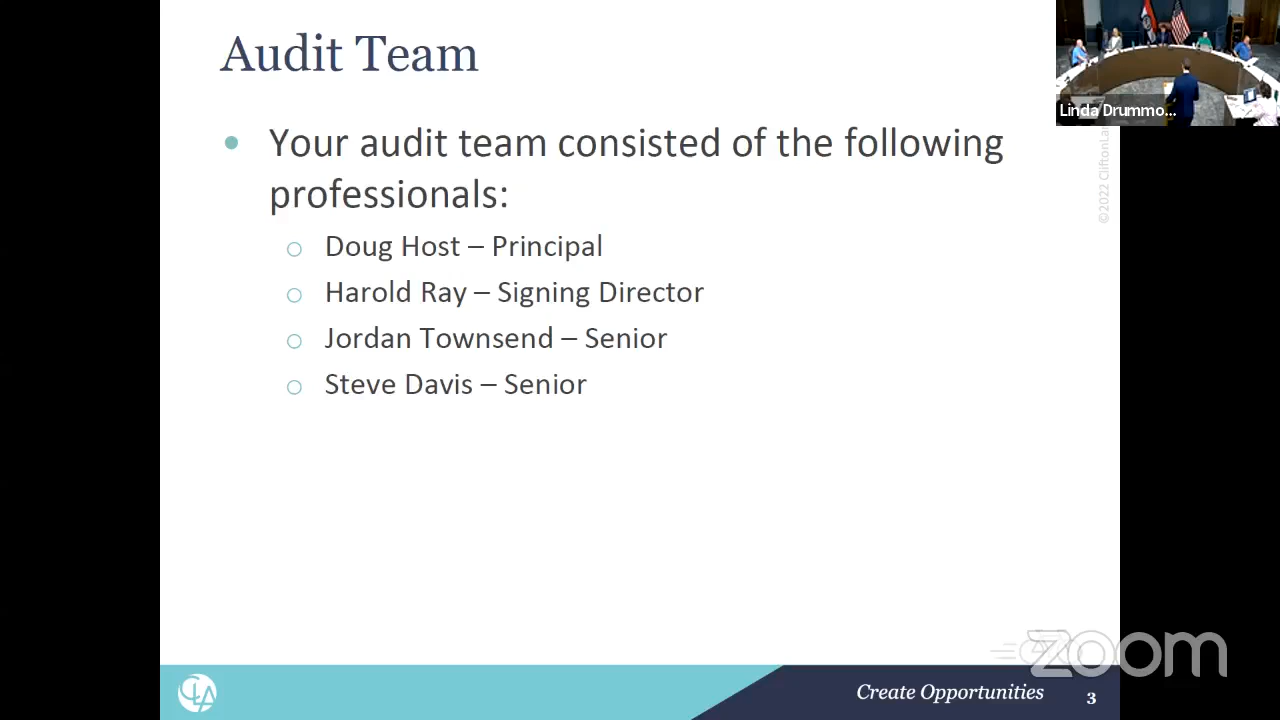 Audit Team
Your audit team consisted of the following
professionals:
Doug Host – Principal
Harold Ray – Signing Director
Jordan Townsend – Senior
Steve Davis – Senior
Linda Drummo...
©2022 CliftonLar
zoom
CLA
Create Opportunities
3